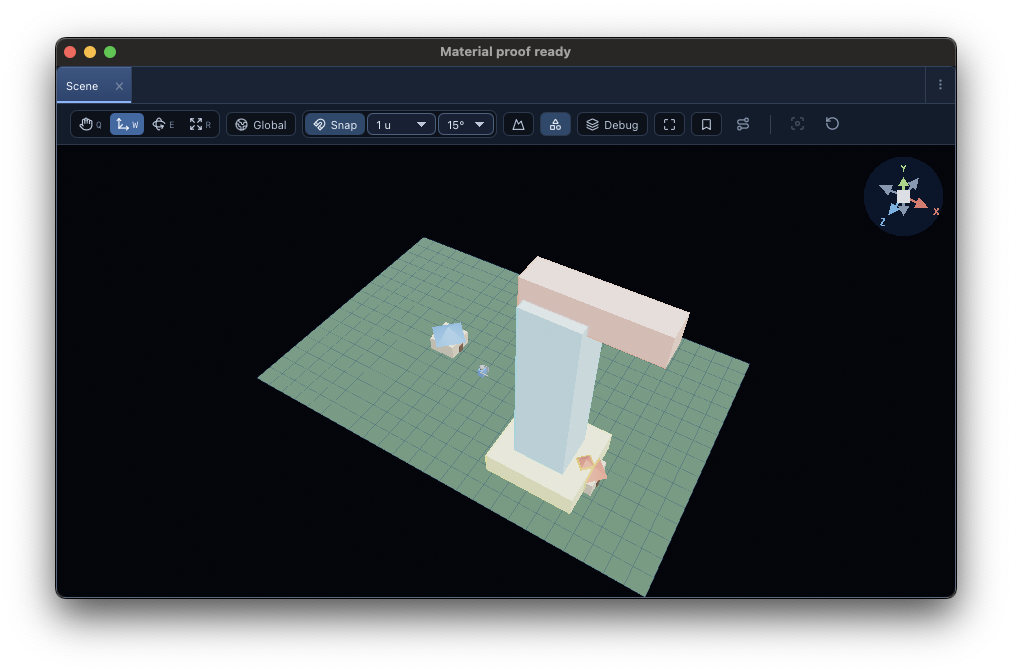 Material proof ready
Scene
Q W E R Global Snap 1 u 15° Debug
Y
X
Z